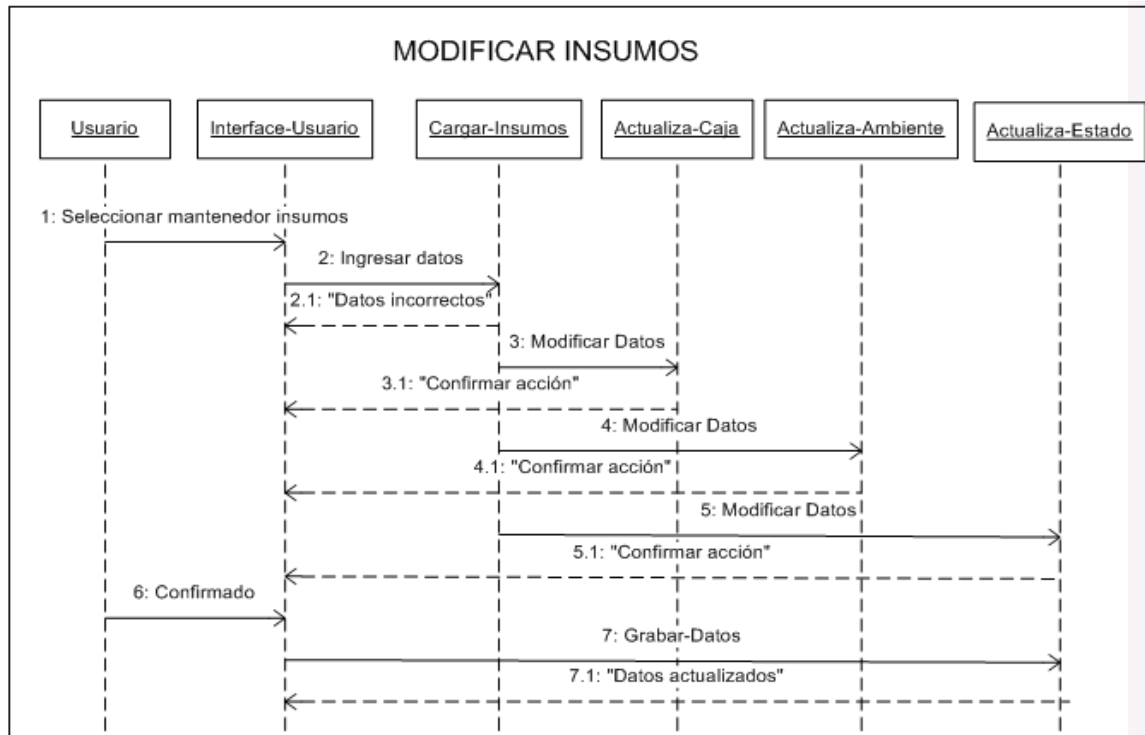 MODIFICAR INSUMOS
Usuario
Interface-Usuario
Cargar-Insumos
Actualiza-Caja
Actualiza-Ambiente
Actualiza-Estado
1: Seleccionar mantenedor insumos
2: Ingresar datos
2.1: "Datos incorrectos"
3: Modificar Datos
3.1: "Confirmar acción"
4: Modificar Datos
4.1: "Confirmar acción"
5: Modificar Datos
5.1: "Confirmar acción"
6: Confirmado
7: Grabar-Datos
7.1: "Datos actualizados"